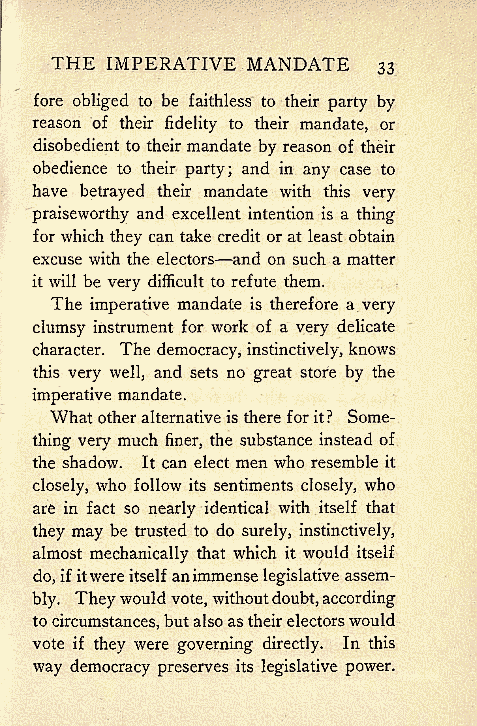 THE IMPERATIVE MANDATE 33
fore obliged to be faithless to their party by
reason of their fidelity to their mandate, or
disobedient to their mandate by reason of their
obedience to their party; and in any case to
have betrayed their mandate with this very
praiseworthy and excellent intention is a thing
for which they can take credit or at least obtain
excuse with the electors—and on such a matter
it will be very difficult to refute them.
The imperative mandate is therefore a very
clumsy instrument for work of a very delicate
character. The democracy, instinctively, knows
this very well, and sets no great store by the
imperative mandate.
What other alternative is there for it? Some-
thing very much finer, the substance instead of
the shadow. It can elect men who resemble it
closely, who follow its sentiments closely, who
are in fact so nearly identical with itself that
they may be trusted to do surely, instinctively,
almost mechanically that which it would itself
do, if it were itself an immense legislative assem-
bly. They would vote, without doubt, according
to circumstances, but also as their electors would
vote if they were governing directly. In this
way democracy preserves its legislative power.